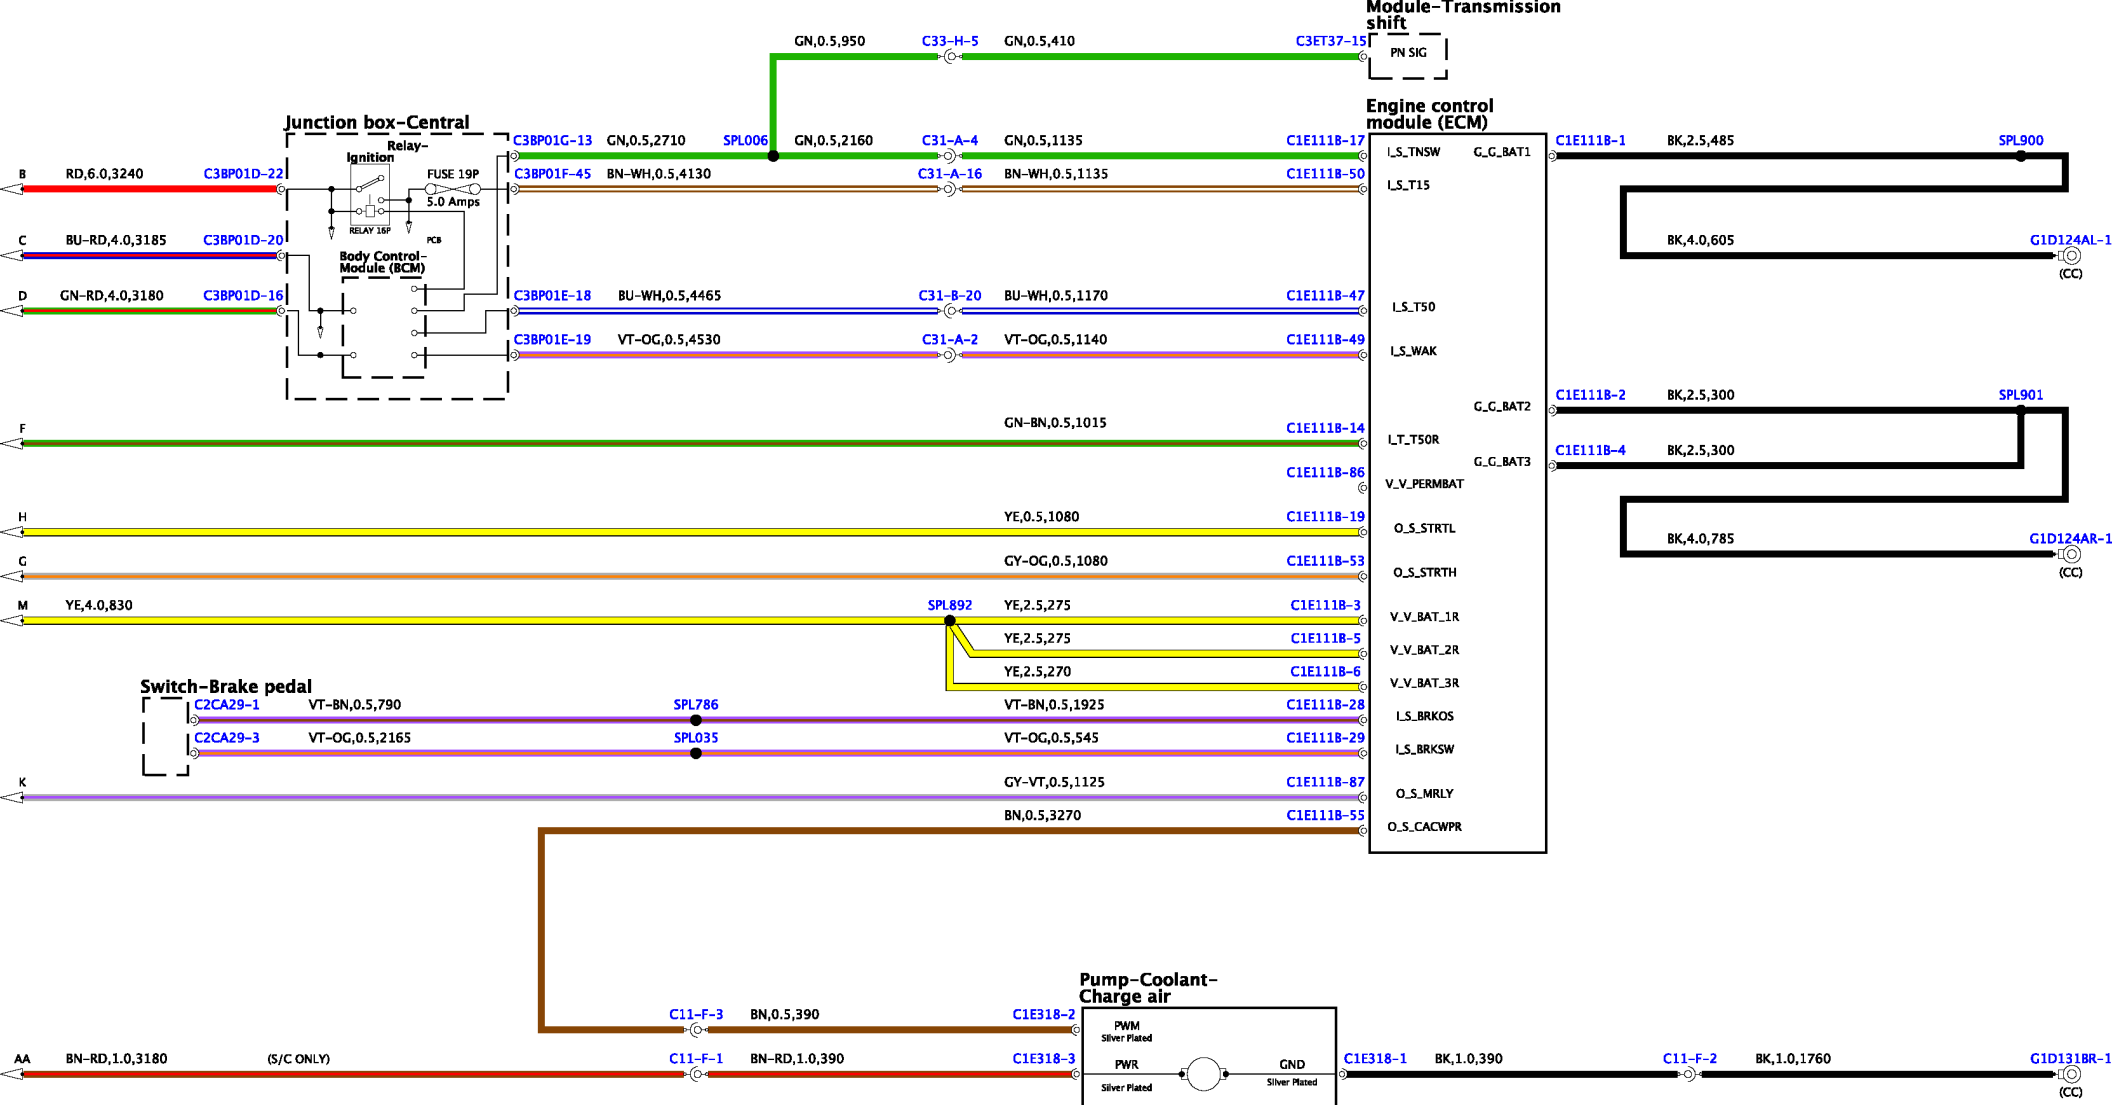 Module-Transmission
shift
GN,0.5,950 C33-H-5 GN,0.5,410 C3ET37-15
PN SIG
Engine control
module (ECM)
Junction box-Central
C3BP01G-13 GN,0.5,2710 SPL006 GN,0.5,2160 C31-A-4 GN,0.5,1135 C1E111B-17
I_S_TNSW G_G_BAT1
C1E111B-1 BK,2.5,485 SPL900
Relay-
Ignition
B RD,6.0,3240 C3BP01D-22
FUSE 19P
5.0 Amps
RELAY 16P
PCB
C3BP01F-45 BN-WH,0.5,4130 C31-A-16 BN-WH,0.5,1135 C1E111B-50
I_S_T15
C BU-RD,4.0,3185 C3BP01D-20
Body Control-
Module (BCM)
BK,4.0,605 G1D124AL-1
(CC)
D GN-RD,4.0,3180 C3BP01D-16
C3BP01E-18 BU-WH,0.5,4465 C31-B-20 BU-WH,0.5,1170 C1E111B-47
I_S_T50
C3BP01E-19 VT-OG,0.5,4530 C31-A-2 VT-OG,0.5,1140 C1E111B-49
I_S_WAK
G_G_BAT2
C1E111B-2 BK,2.5,300 SPL901
F GN-BN,0.5,1015 C1E111B-14
I_T_T50R
G_G_BAT3
C1E111B-4 BK,2.5,300
C1E111B-86
V_V_PERMBAT
H YE,0.5,1080 C1E111B-19
O_S_STRTL
BK,4.0,785 G1D124AR-1
(CC)
G GY-OG,0.5,1080 C1E111B-53
O_S_STRTH
M YE,4.0,830 SPL892 YE,2.5,275 C1E111B-3
V_V_BAT_1R
YE,2.5,275 C1E111B-5
V_V_BAT_2R
YE,2.5,270 C1E111B-6
V_V_BAT_3R
Switch-Brake pedal
C2CA29-1 VT-BN,0.5,790 SPL786 VT-BN,0.5,1925 C1E111B-28
I_S_BRKOS
C2CA29-3 VT-OG,0.5,2165 SPL035 VT-OG,0.5,545 C1E111B-29
I_S_BRKSW
K GY-VT,0.5,1125 C1E111B-87
O_S_MRLY
BN,0.5,3270 C1E111B-55
O_S_CACWPR
Pump-Coolant-
Charge air
C11-F-3 BN,0.5,390 C1E318-2
PWM
Silver Plated
AA BN-RD,1.0,3180 (S/C ONLY) C11-F-1 BN-RD,1.0,390 C1E318-3
PWR GND
Silver Plated Silver Plated
C1E318-1 BK,1.0,390 C11-F-2 BK,1.0,1760 G1D131BR-1
(CC)